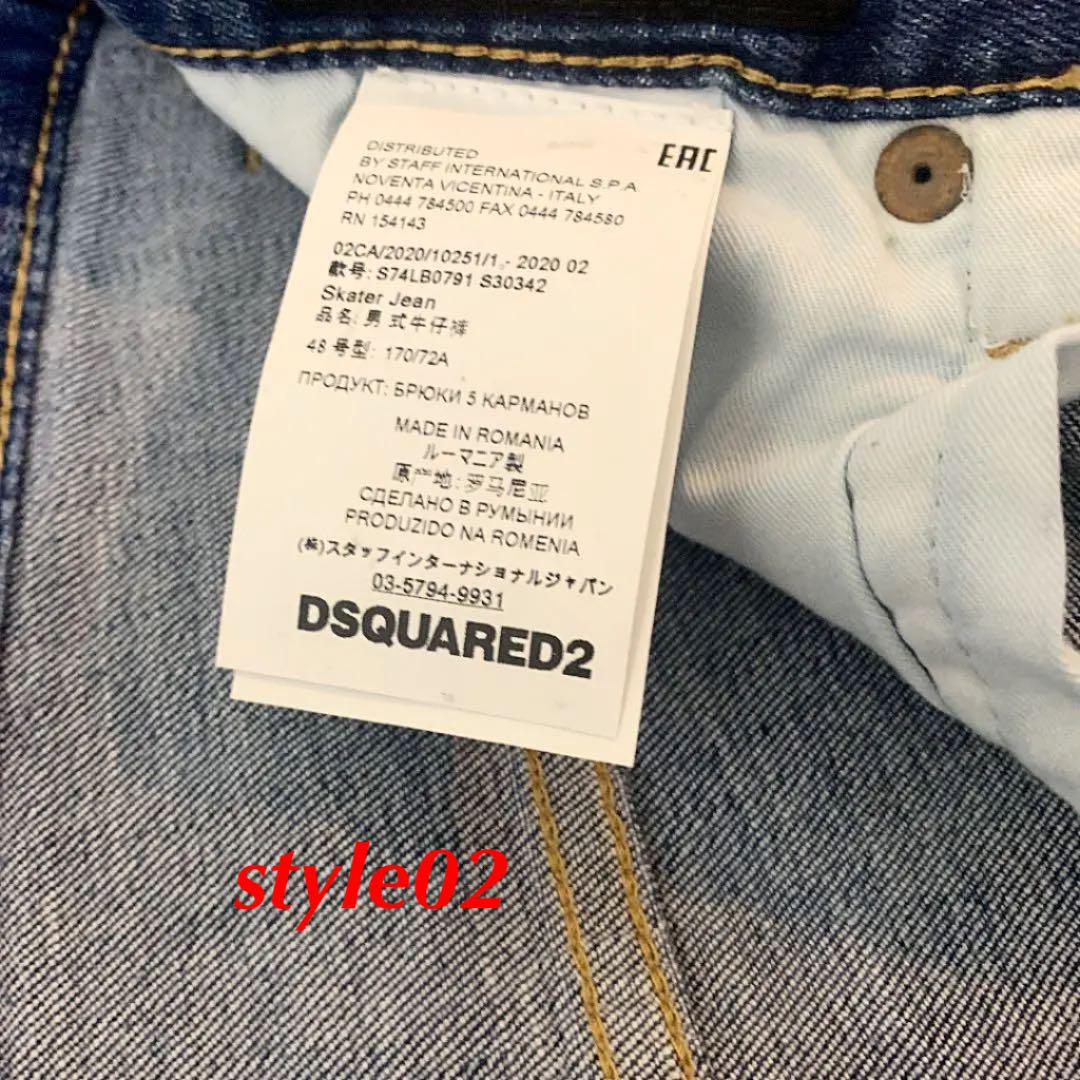 EAC
DISTRIBUTED
BY STAFF INTERNATIONAL S.P.A.
NOVENTA VICENTINA - ITALY
PH 0444 784500 FAX 0444 784580
RN 154143
02CA/2020/10251/1 - 2020 02
款号: S74LB0791 S30342
Skater Jean
品名: 男式牛仔裤
48 号型: 170/72A
ПРОДУКТ: БРЮКИ 5 КАРМАНОВ
MADE IN ROMANIA
ルーマニア製
原产地: 罗马尼亚
СДЕЛАНО В РУМЫНИИ
PRODUZIDO NA ROMENIA
(株)スタッフインターナショナルジャパン
03-5794-9931
DSQUARED2
style02